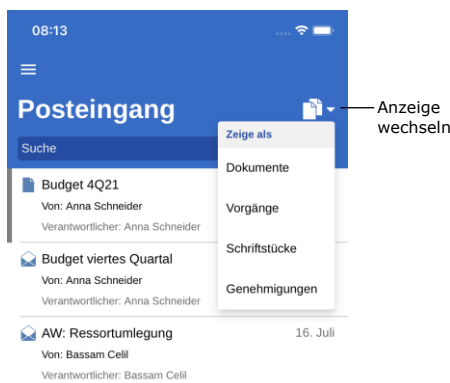 08:13
Posteingang
Anzeige
wechseln
Suche
Zeige als
Dokumente
Vorgänge
Schriftstücke
Genehmigungen
Budget 4Q21
Von: Anna Schneider
Verantwortlicher: Anna Schneider
Budget viertes Quartal
Von: Anna Schneider
Verantwortlicher: Anna Schneider
AW: Ressortumlegung
16. Juli
Von: Bassam Celil
Verantwortlicher: Bassam Celil